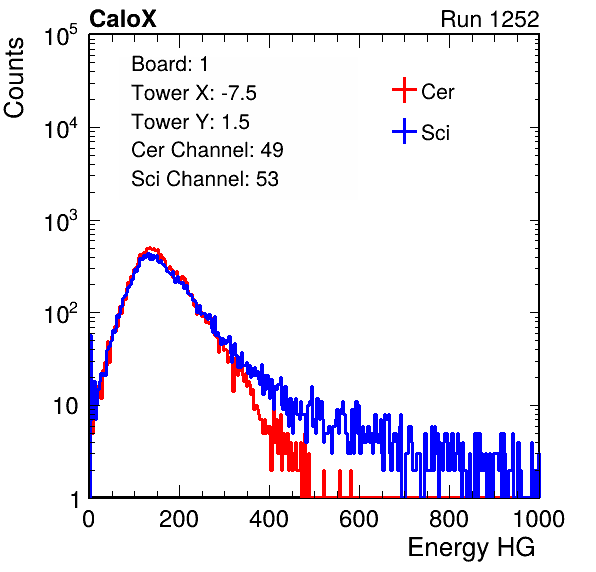 CaloX Run 1252
Counts
Board: 1
Tower X: -7.5
Tower Y: 1.5
Cer Channel: 49
Sci Channel: 53
Cer
Sci
10^5
10^4
10^3
10^2
10
1
0 200 400 600 800 1000
Energy HG